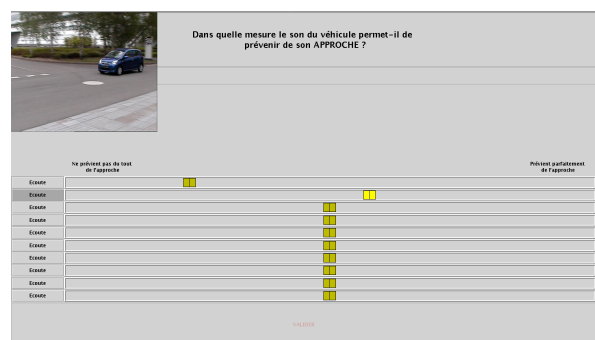 Dans quelle mesure le son du véhicule permet-il de
prévenir de son APPROCHE ?
Ne prévient pas du tout
de l'approche
Prévient parfaitement
de l'approche
Ecoute
Ecoute
Ecoute
Ecoute
Ecoute
Ecoute
Ecoute
Ecoute
Ecoute
Ecoute